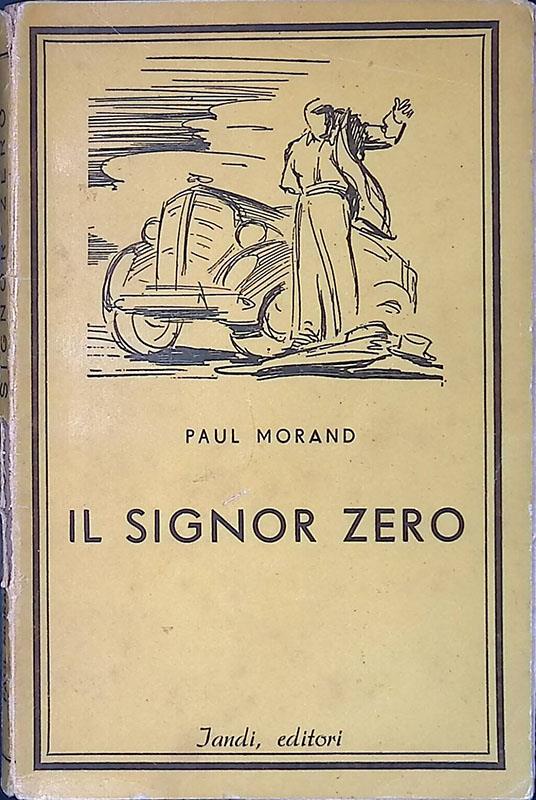 PAUL MORAND
IL SIGNOR ZERO
Jandi, editori
SIGNOR ZERO